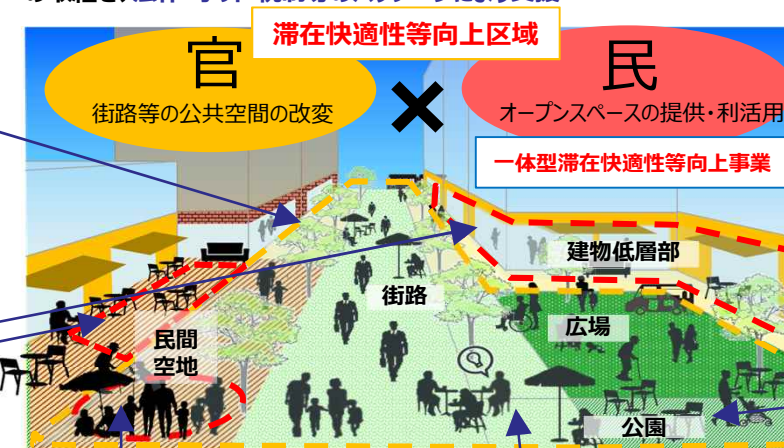 滞在快適性等向上区域
官
街路等の公共空間の改変
×
民
オープンスペースの提供・利活用
一体型滞在快適性等向上事業
建物低層部
街路
広場
民間
空地
公園